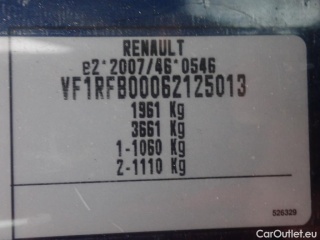 RENAULT
e2*2007/46*0546
VF1RFB00062125013
1961 Kg
3661 Kg
1-1060 Kg
2-1110 Kg
526329
CarOutlet.eu